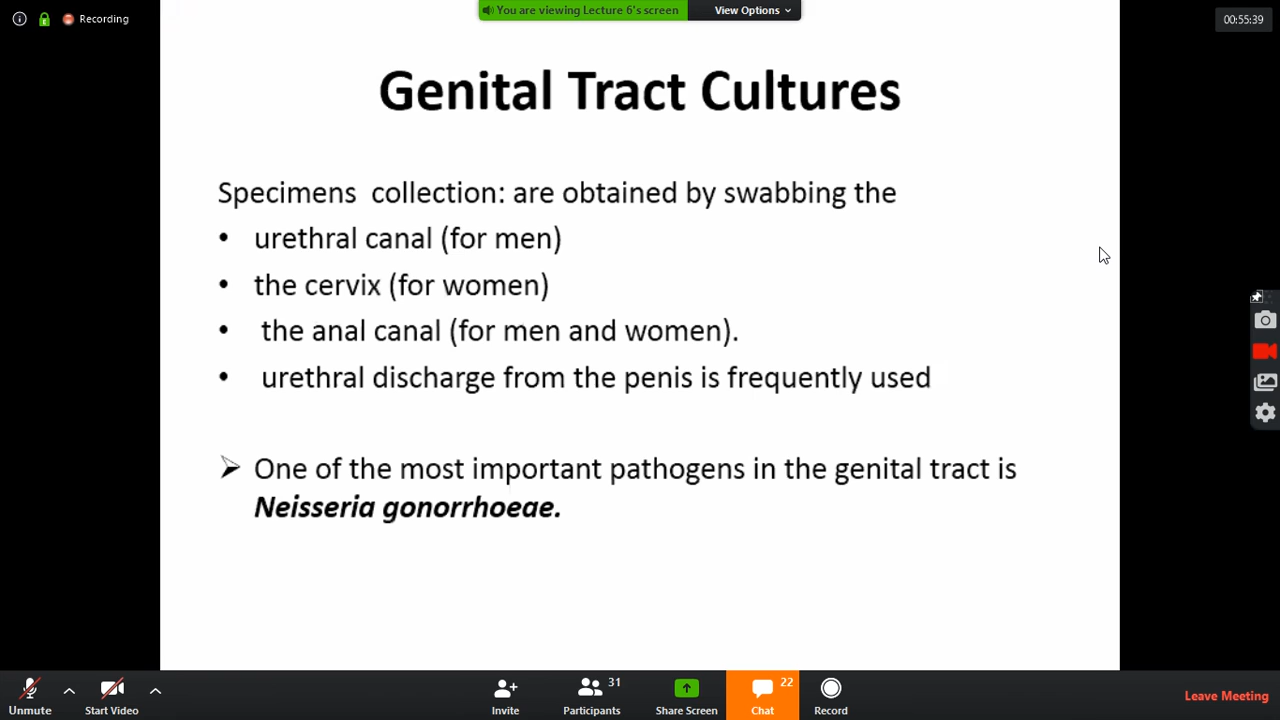 Recording
You are viewing Lecture 6's screen
View Options
00:55:39
Genital Tract Cultures
Specimens collection: are obtained by swabbing the
• urethral canal (for men)
• the cervix (for women)
• the anal canal (for men and women).
• urethral discharge from the penis is frequently used
➢ One of the most important pathogens in the genital tract is
Neisseria gonorrhoeae.
Unmute
Start Video
Invite
Participants 31
Share Screen
Chat 22
Record
Leave Meeting